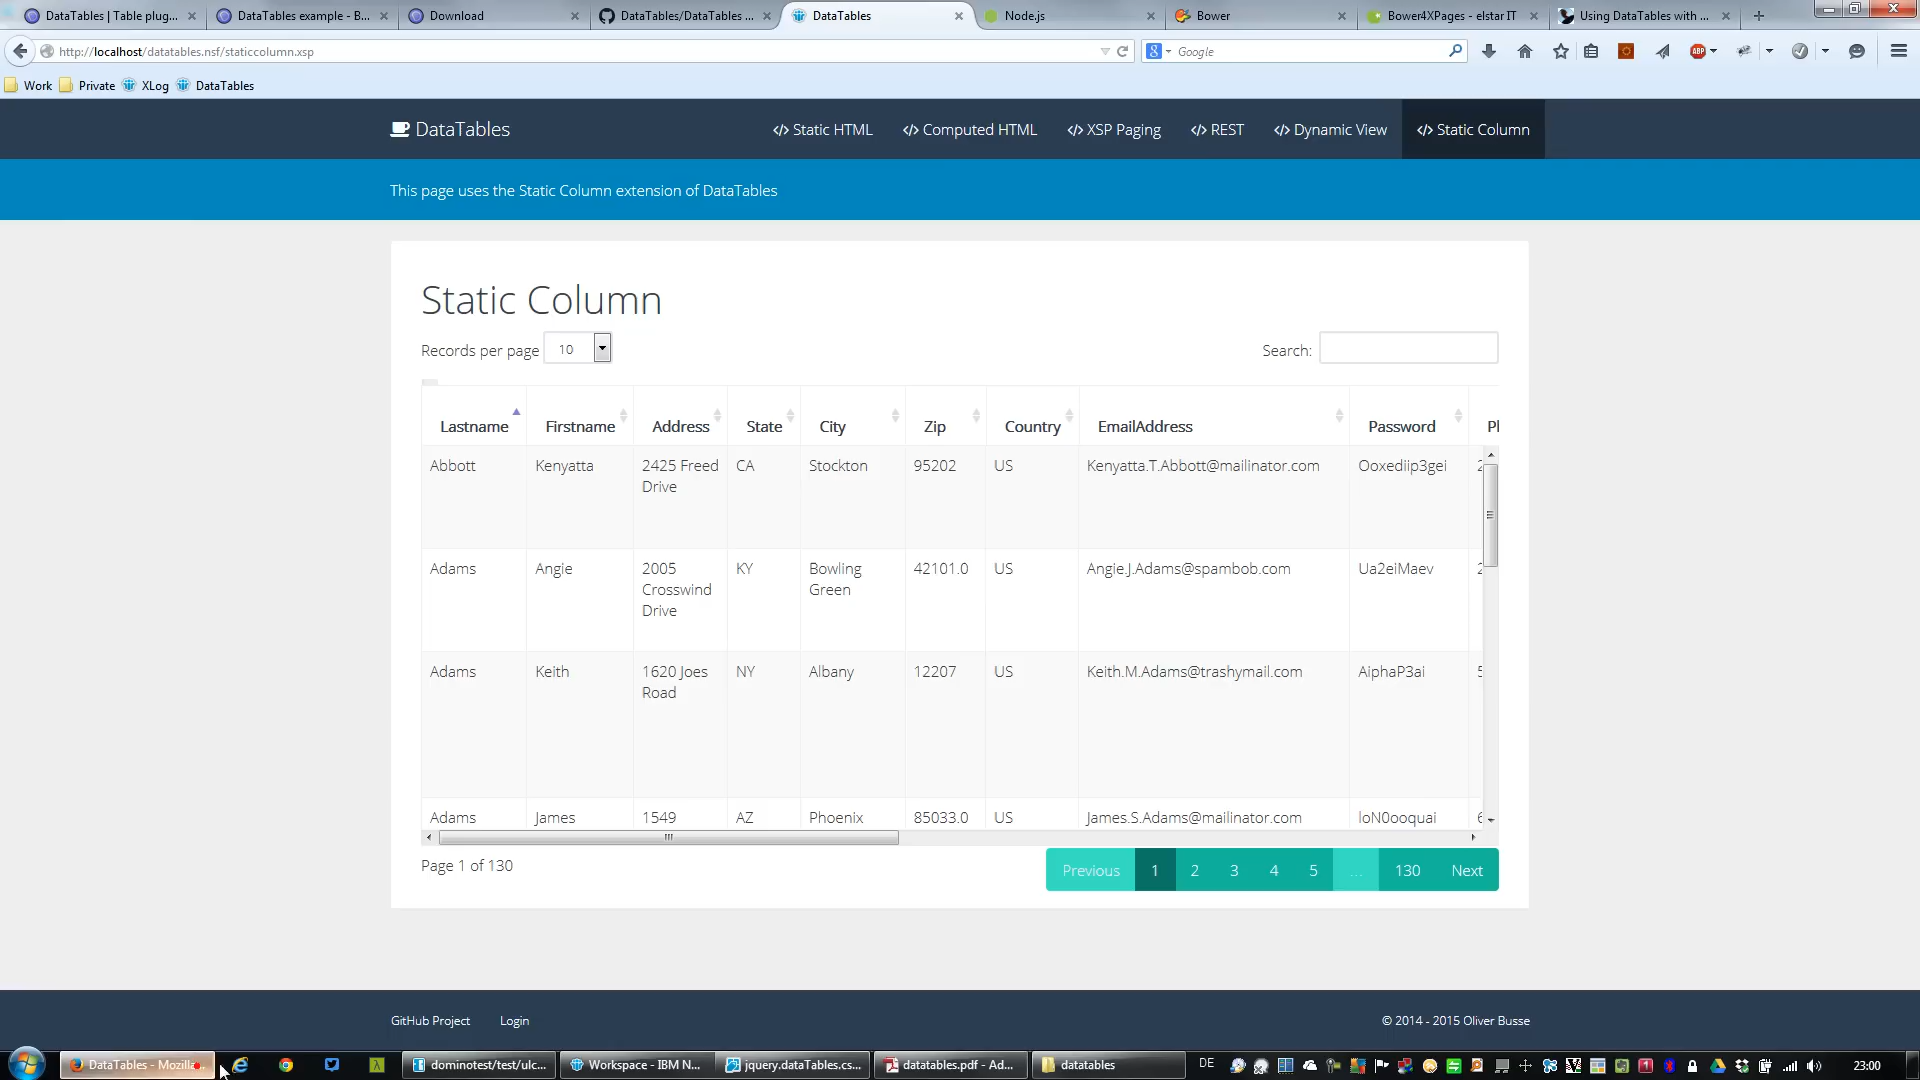 DataTables | Table plug...
DataTables example - B...
Download
DataTables/DataTables ...
DataTables
Node.js
Bower
Bower4XPages - elstar IT
Using DataTables with ...
http://localhost/datatables.nsf/staticcolumn.xsp
Google
Work
Private
XLog
DataTables
DataTables
Static HTML
Computed HTML
XSP Paging
REST
Dynamic View
Static Column
This page uses the Static Column extension of DataTables
Static Column
Records per page 10
Search:
Lastname Firstname Address State City Zip Country EmailAddress Password
Abbott Kenyatta 2425 Freed Drive CA Stockton 95202 US Kenyatta.T.Abbott@mailinator.com Ooxediip3gei
Adams Angie 2005 Crosswind Drive KY Bowling Green 42101.0 US Angie.J.Adams@spambob.com Ua2eiMaev
Adams Keith 1620 Joes Road NY Albany 12207 US Keith.M.Adams@trashymail.com AiphaP3ai
Adams James 1549 AZ Phoenix 85033.0 US James.S.Adams@mailinator.com loN0ooquai
Page 1 of 130
Previous 1 2 3 4 5 ... 130 Next
GitHub Project
Login
© 2014 - 2015 Oliver Busse
DataTables - Mozilla
dominotest/test/ulc...
Workspace - IBM N...
jquery.dataTables.cs...
datatables.pdf - Ad...
datatables
DE
23:00